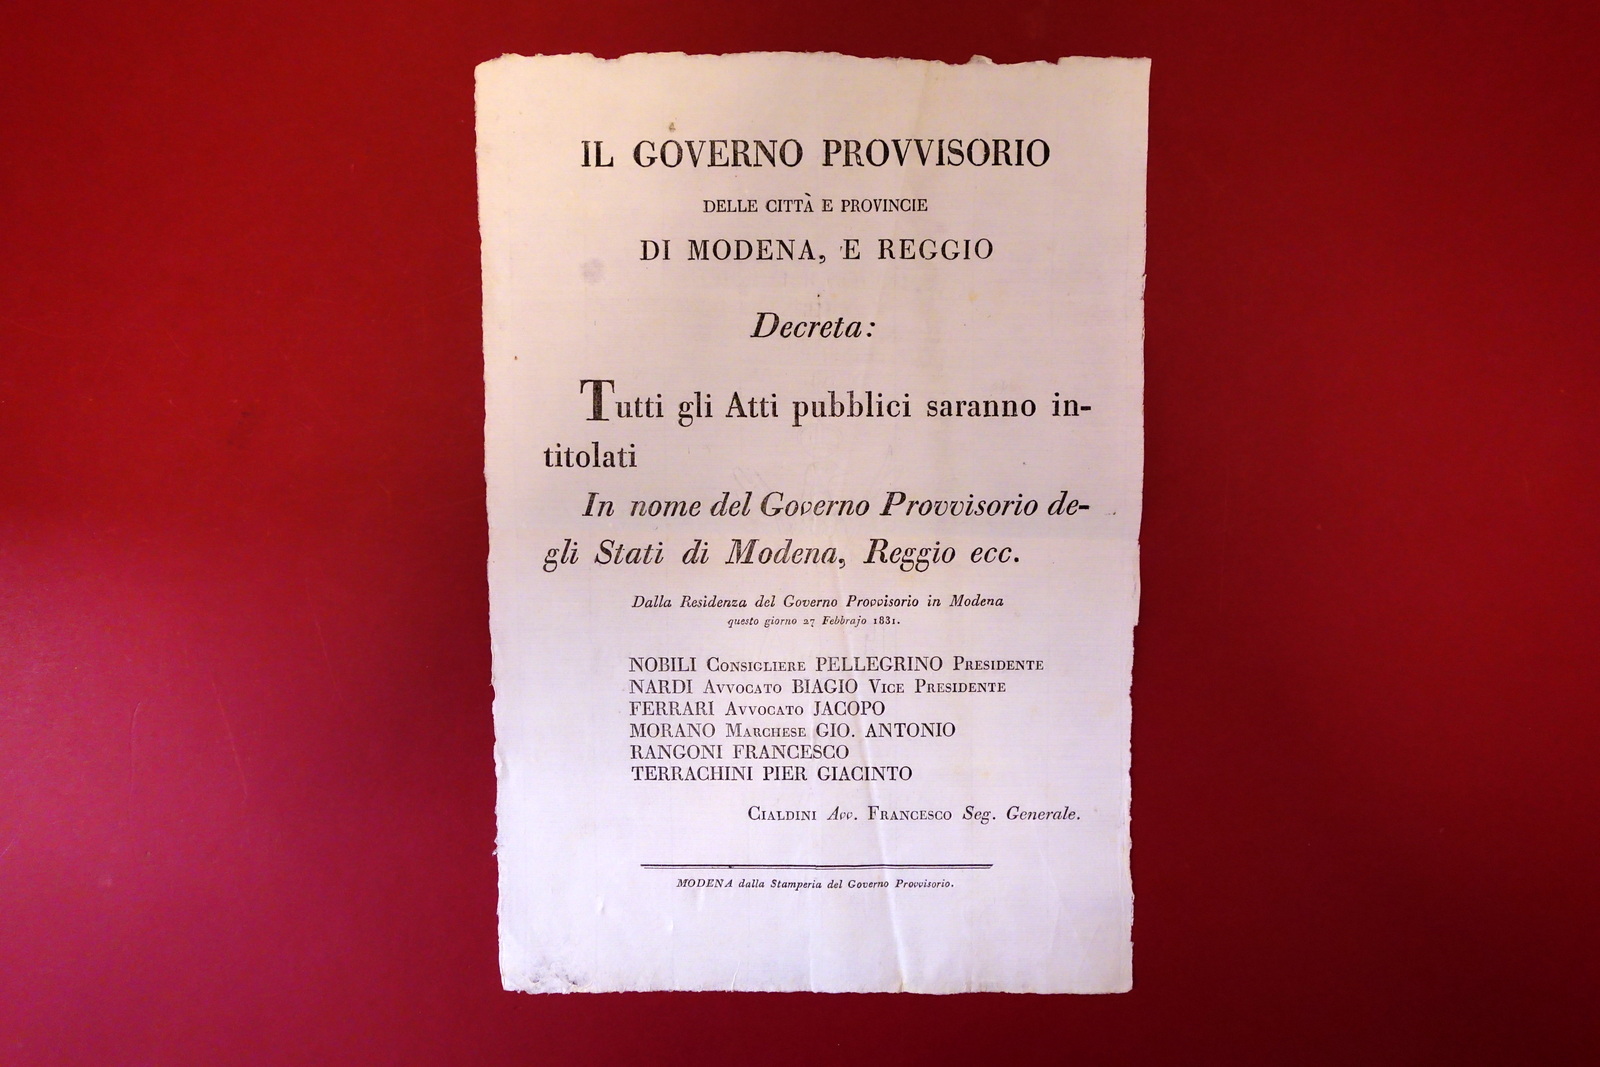 IL GOVERNO PROVVISORIO
DELLE CITTÀ E PROVINCIE
DI MODENA, E REGGIO
Decreta:
Tutti gli Atti pubblici saranno in-
titolati
In nome del Governo Provvisorio de-
gli Stati di Modena, Reggio ecc.
Dalla Residenza del Governo Provvisorio in Modena
questo giorno 27 Febbrajo 1831.
NOBILI CONSIGLIERE PELLEGRINO PRESIDENTE
NARDI AVVOCATO BIAGIO VICE PRESIDENTE
FERRARI AVVOCATO JACOPO
MORANO MARCHESE GIO. ANTONIO
RANGONI FRANCESCO
TERRACHINI PIER GIACINTO
CIALDINI Avv. FRANCESCO Seg. Generale.
MODENA dalla Stamperia del Governo Provvisorio.